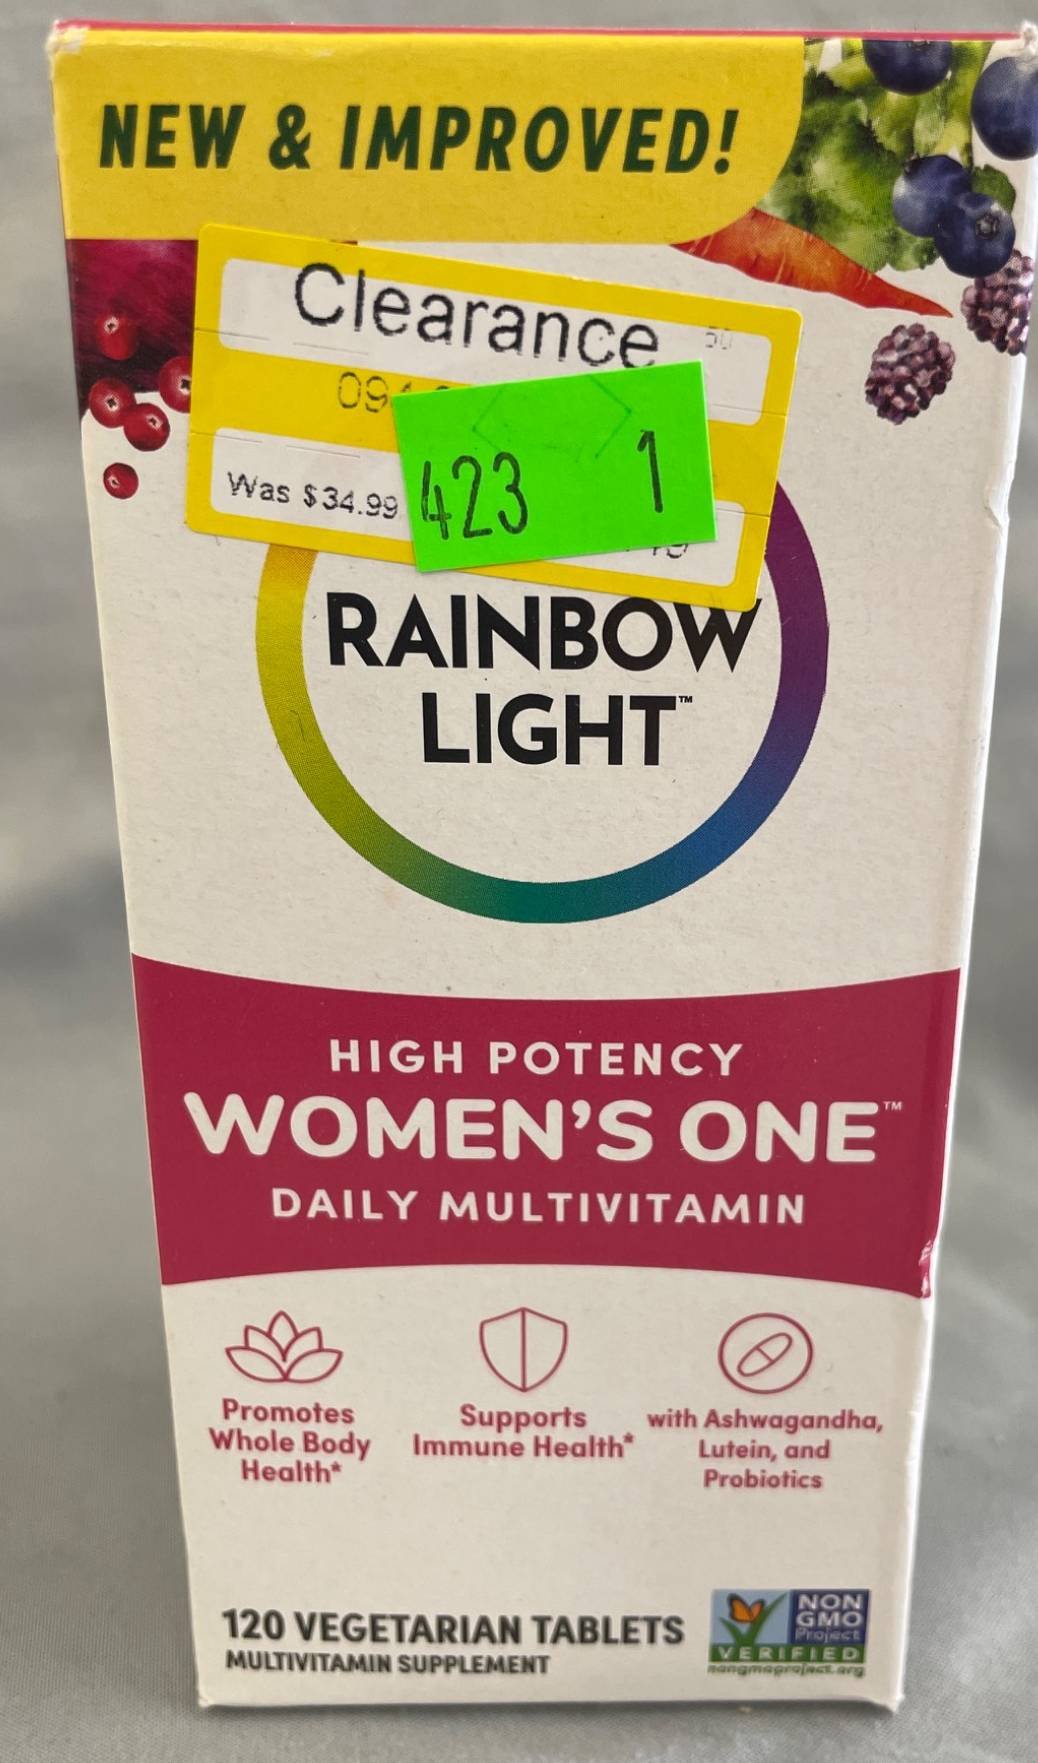 NEW & IMPROVED!
Clearance 50
09
Was $34.99
423 1
RAINBOW
LIGHT™
HIGH POTENCY
WOMEN'S ONE™
DAILY MULTIVITAMIN
Promotes
Whole Body
Health*
Supports
Immune Health*
with Ashwagandha,
Lutein, and
Probiotics
120 VEGETARIAN TABLETS
MULTIVITAMIN SUPPLEMENT
NON
GMO
Project
VERIFIED
nongmoproject.org